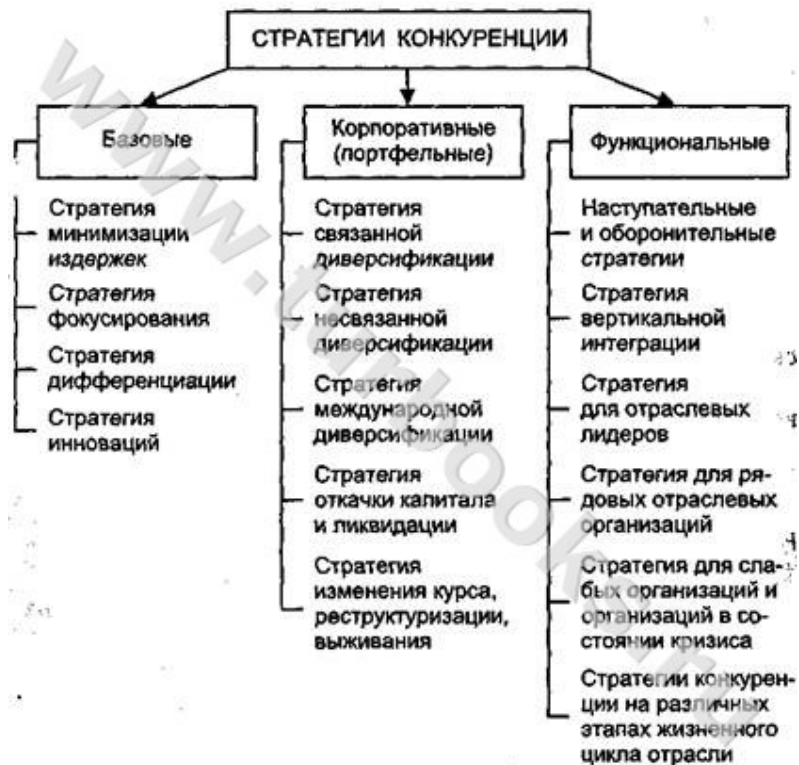 СТРАТЕГИИ КОНКУРЕНЦИИ
Базовые
Стратегия
минимизации
издержек
Стратегия
фокусирования
Стратегия
дифференциации
Стратегия
инноваций
Корпоративные
(портфельные)
Стратегия
связанной
диверсификации
Стратегия
несвязанной
диверсификации
Стратегия
международной
диверсификации
Стратегия
откачки капитала
и ликвидации
Стратегия
изменения курса,
реструктуризации,
выживания
Функциональные
Наступательные
и оборонительные
стратегии
Стратегия
вертикальной
интеграции
Стратегия
для отраслевых
лидеров
Стратегия для ря-
довых отраслевых
организаций
Стратегия для сла-
бых организаций и
организаций в со-
стоянии кризиса
Стратегии конкурен-
ции на различных
этапах жизненного
цикла отрасли
www.turbooks.ru